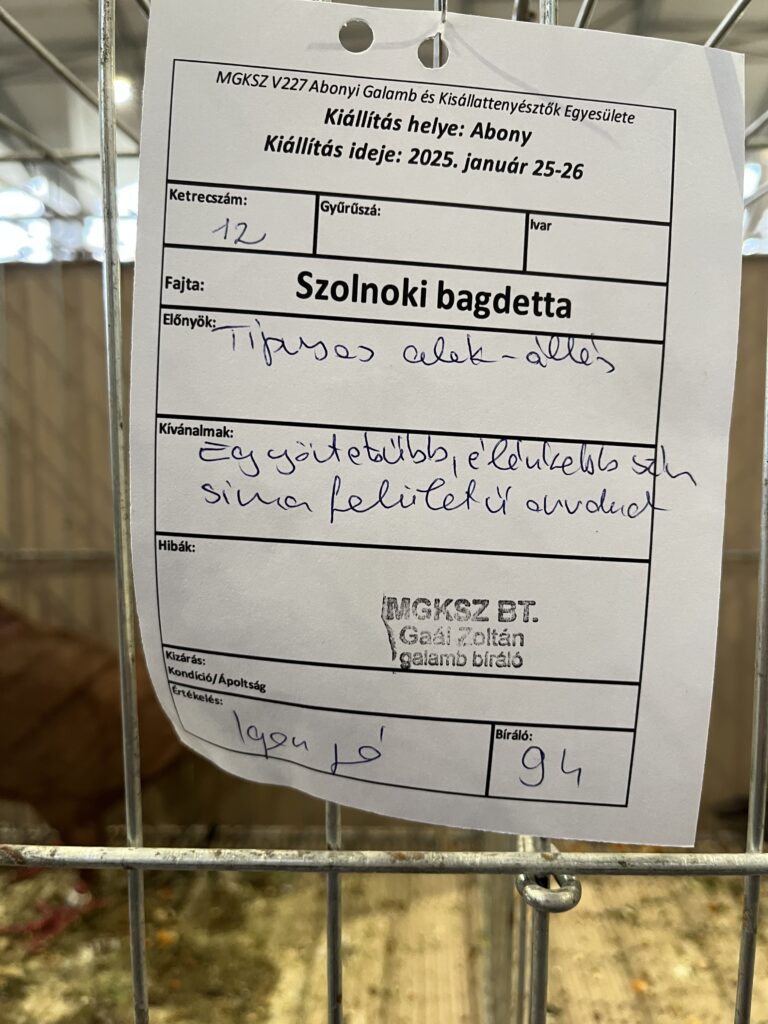 MGKSZ V227 Abonyi Galamb és Kisállattenyésztők Egyesülete
Kiállítás helye: Abony
Kiállítás ideje: 2025. január 25-26
Ketrecszám: Gyűrűszá: Ivar
12
Fajta: Szolnoki bagdetta
Előnyök:
Típusos alak-állás
Kívánalmak:
Egyöntetűbb, élénkebb szín
sima felületű orrdud
Hibák:
MGKSZ BT.
Gaál Zoltán
galamb bíráló
Kizárás:
Kondíció/Ápoltság
Értékelés: Bíráló:
Igen jó 94